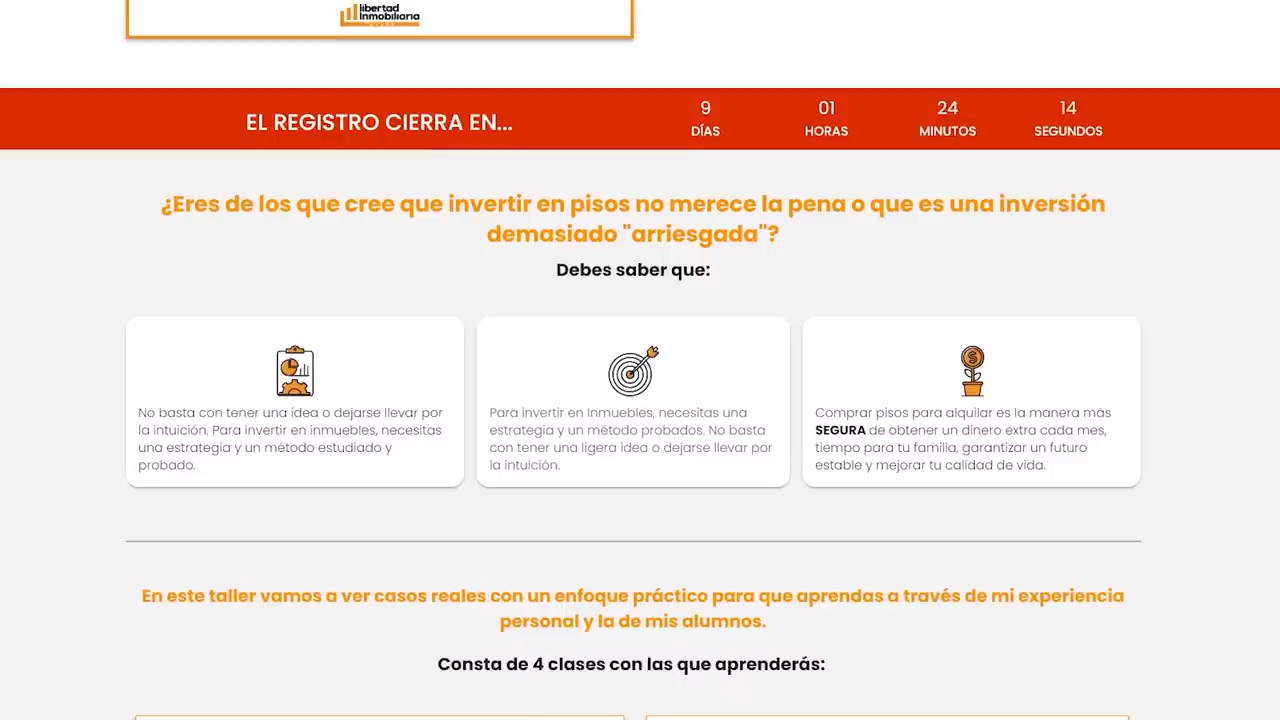 libertad
Inmobiliaria
EL REGISTRO CIERRA EN...
9
DÍAS
01
HORAS
24
MINUTOS
14
SEGUNDOS
¿Eres de los que cree que invertir en pisos no merece la pena o que es una inversión
demasiado "arriesgada"?
Debes saber que:
No basta con tener una idea o dejarse llevar por
la intuición. Para invertir en inmuebles, necesitas
una estrategia y un método estudiado y
probado.
Para invertir en Inmuebles, necesitas una
estrategia y un método probados. No basta
con tener una ligera idea o dejarse llevar por
la intuición.
Comprar pisos para alquilar es la manera más
SEGURA de obtener un dinero extra cada mes,
tiempo para tu familia, garantizar un futuro
estable y mejorar tu calidad de vida.
En este taller vamos a ver casos reales con un enfoque práctico para que aprendas a través de mi experiencia
personal y la de mis alumnos.
Consta de 4 clases con las que aprenderás: